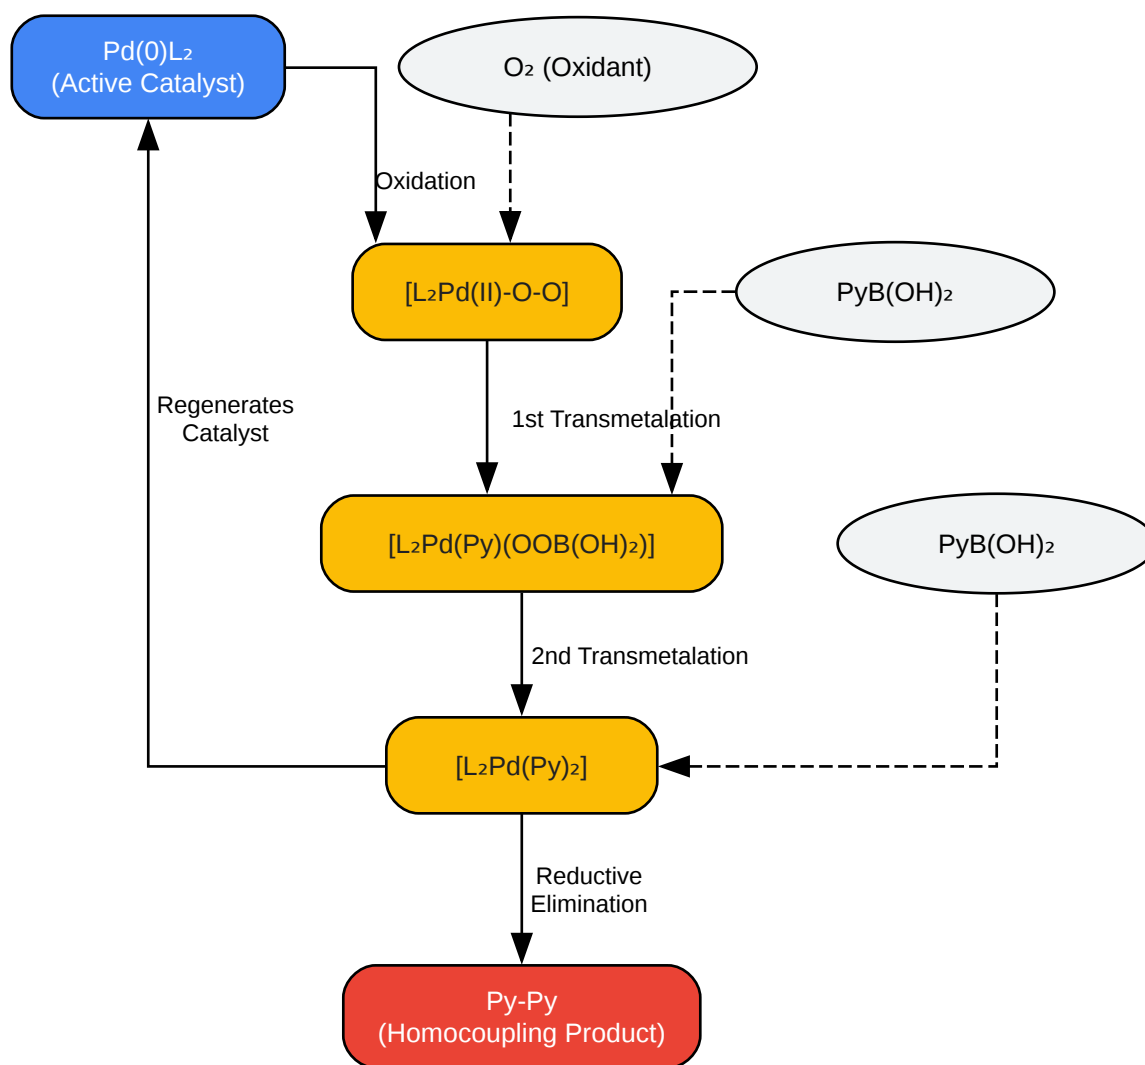 Pd(0)L₂
(Active Catalyst)
O₂ (Oxidant)
Oxidation
[L₂Pd(II)-O-O]
PyB(OH)₂
Regenerates
Catalyst
1st Transmetalation
[L₂Pd(Py)(OOB(OH)₂)]
PyB(OH)₂
2nd Transmetalation
[L₂Pd(Py)₂]
Reductive
Elimination
Py-Py
(Homocoupling Product)